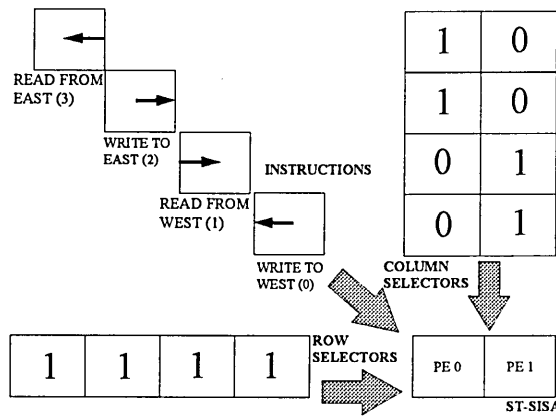 READ FROM
EAST (3)
WRITE TO
EAST (2)
READ FROM
WEST (1)
WRITE TO
WEST (0)
INSTRUCTIONS
1 0
1 0
0 1
0 1
COLUMN
SELECTORS
1 1 1 1
ROW
SELECTORS
PE 0 PE 1
ST-SISA